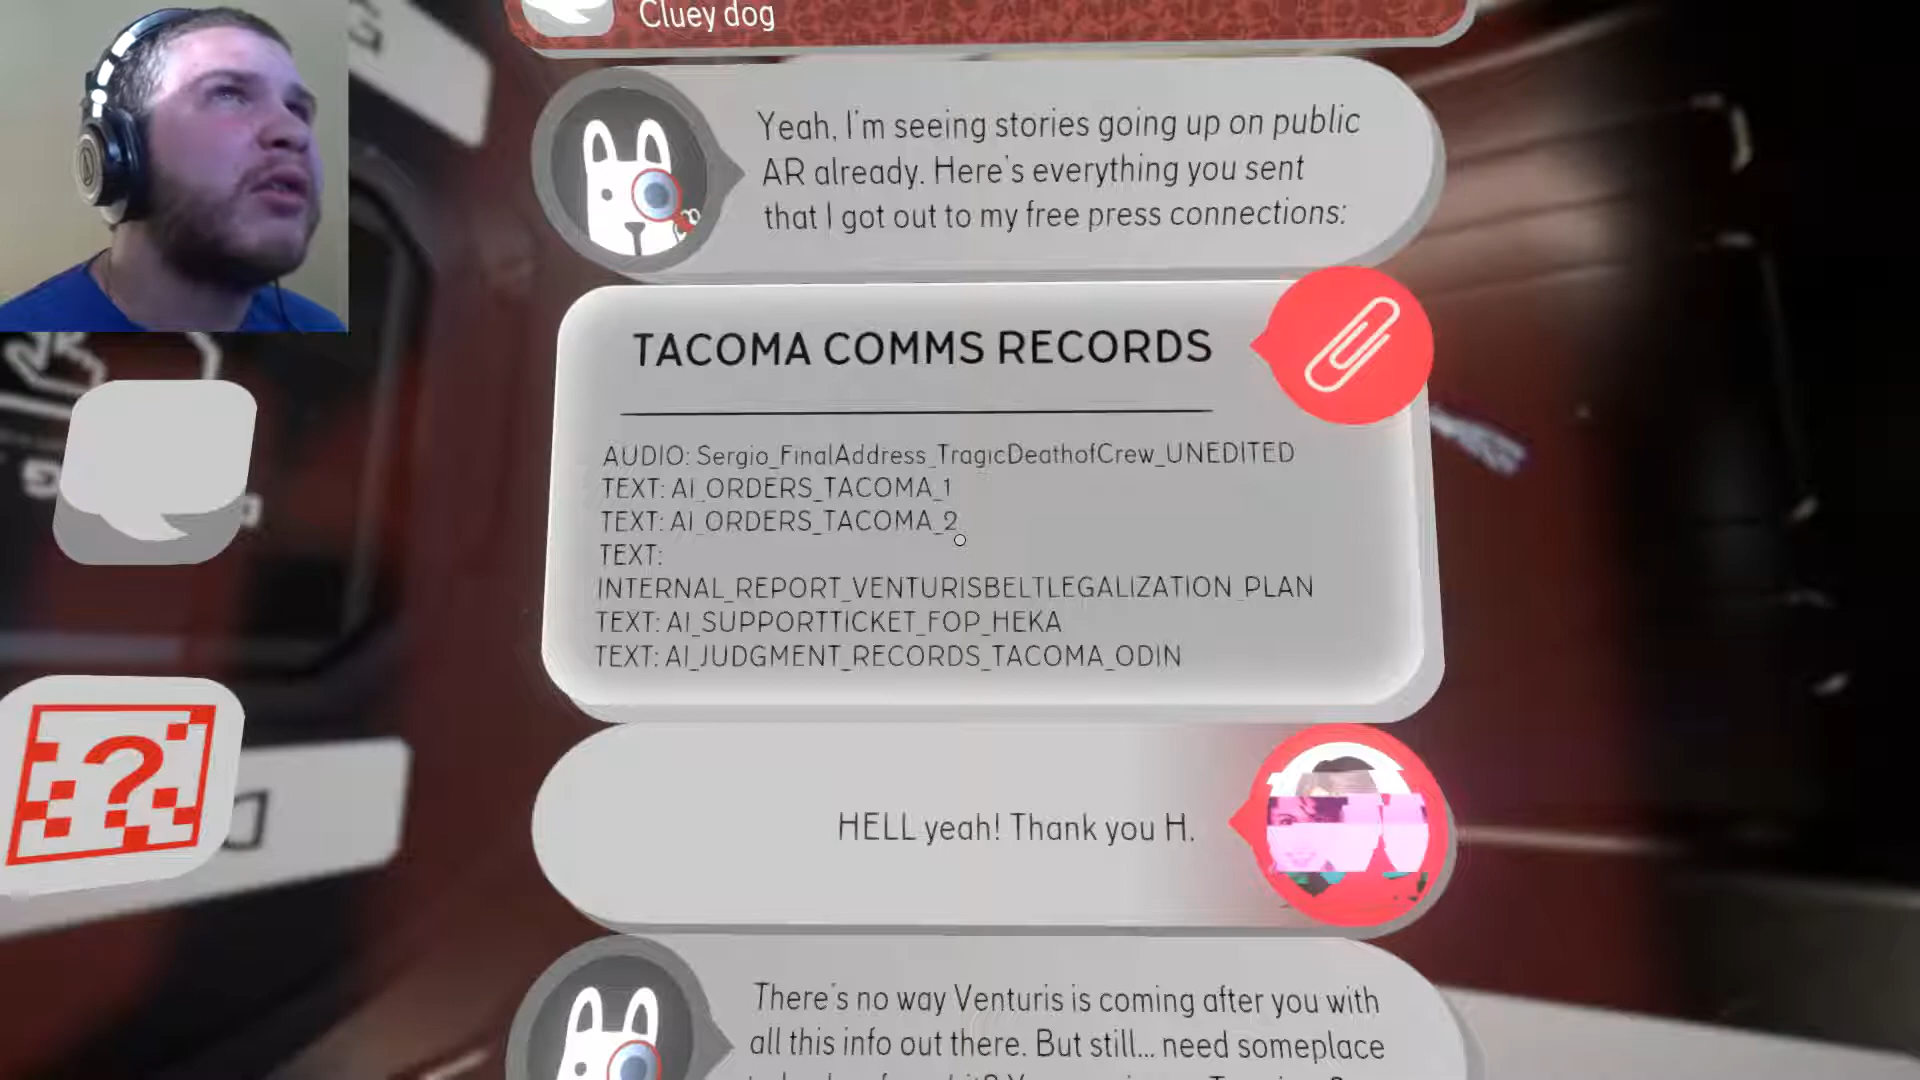 Cluey dog
Yeah, I'm seeing stories going up on public
AR already. Here's everything you sent
that I got out to my free press connections:
TACOMA COMMS RECORDS
AUDIO: Sergio_FinalAddress_TragicDeathofCrew_UNEDITED
TEXT: AI_ORDERS_TACOMA_1
TEXT: AI_ORDERS_TACOMA_2
TEXT:
INTERNAL_REPORT_VENTURISBELTLEGALIZATION_PLAN
TEXT: AI_SUPPORTTICKET_FOP_HEKA
TEXT: AI_JUDGMENT_RECORDS_TACOMA_ODIN
HELL yeah! Thank you H.
There's no way Venturis is coming after you with
all this info out there. But still... need someplace
?